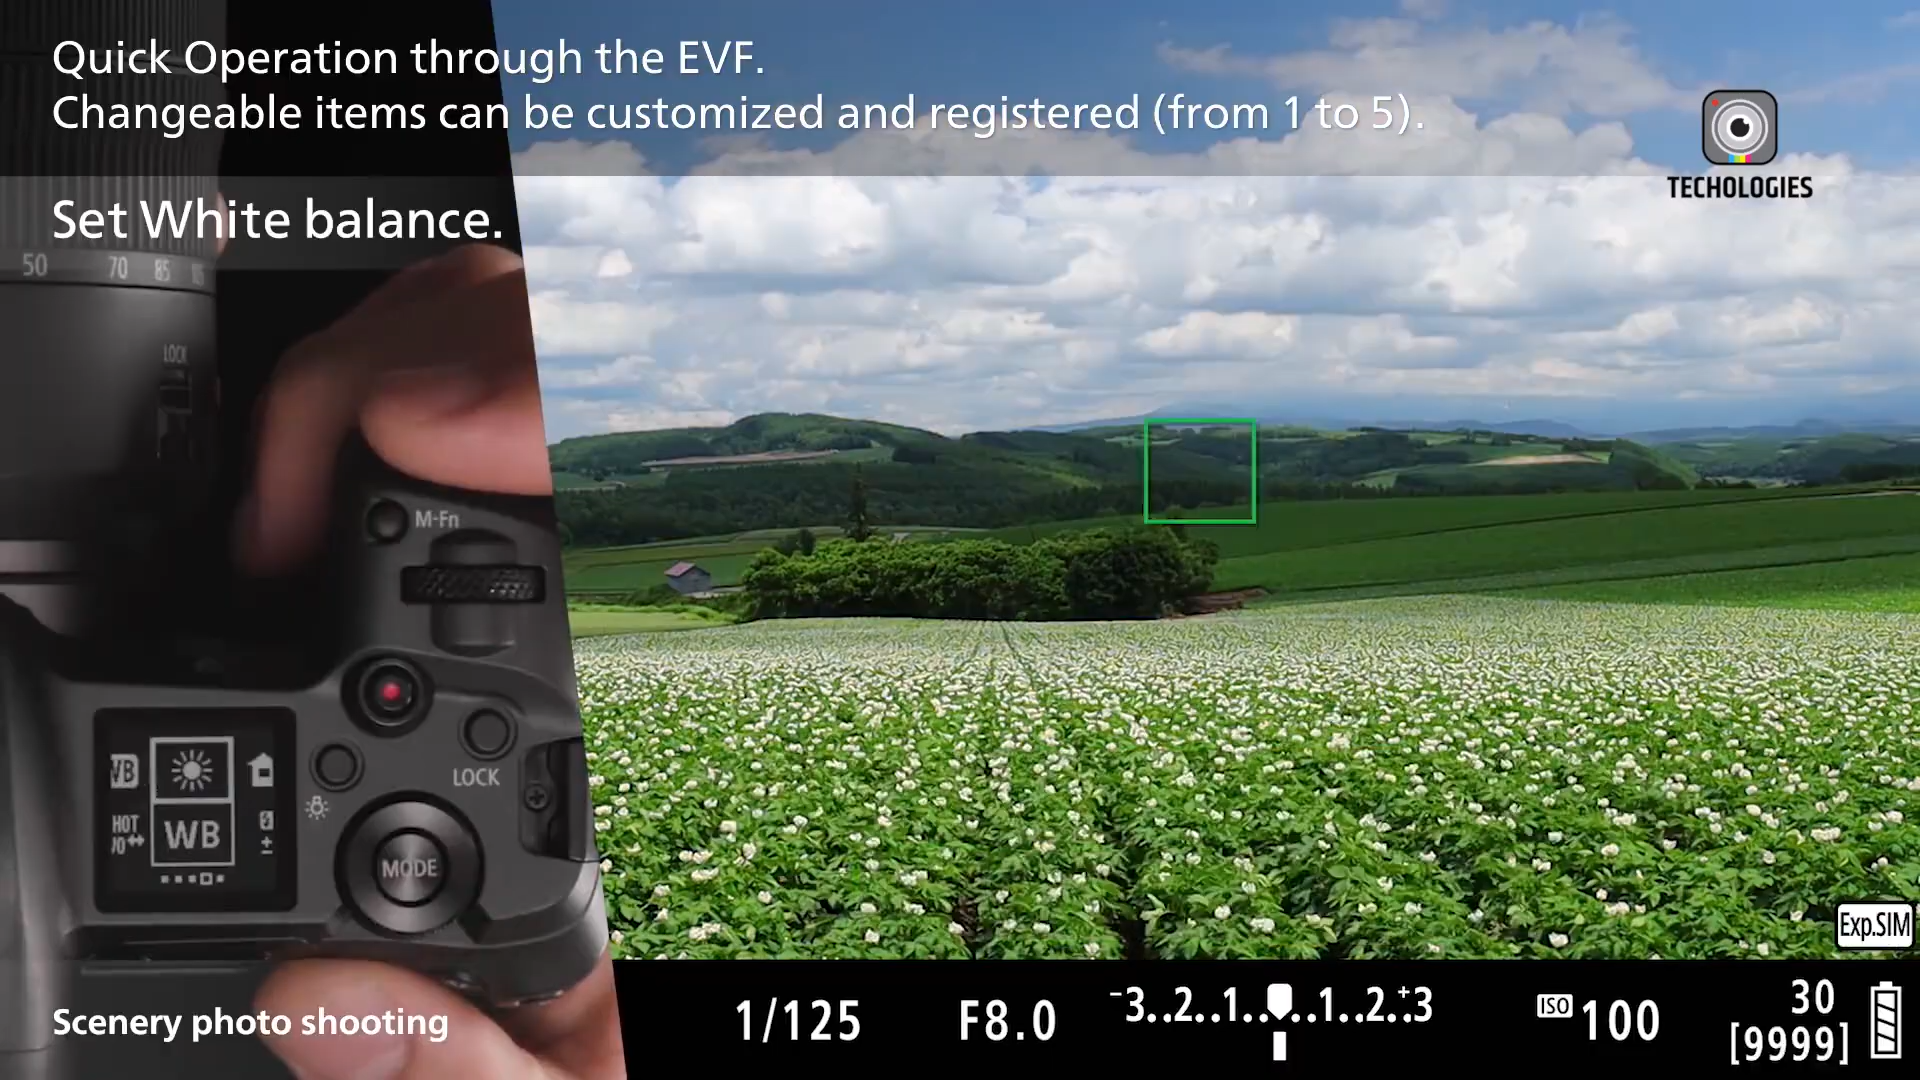 Quick Operation through the EVF.
Changeable items can be customized and registered (from 1 to 5).
TECHOLOGIES
Set White balance.
50 70 85
LOCK
M-Fn
LOCK
WB
HOT
WB
MODE
Exp.SIM
Scenery photo shooting
1/125 F8.0 -3..2..1..  ..1..2..+3 ISO 100 30
[9999]